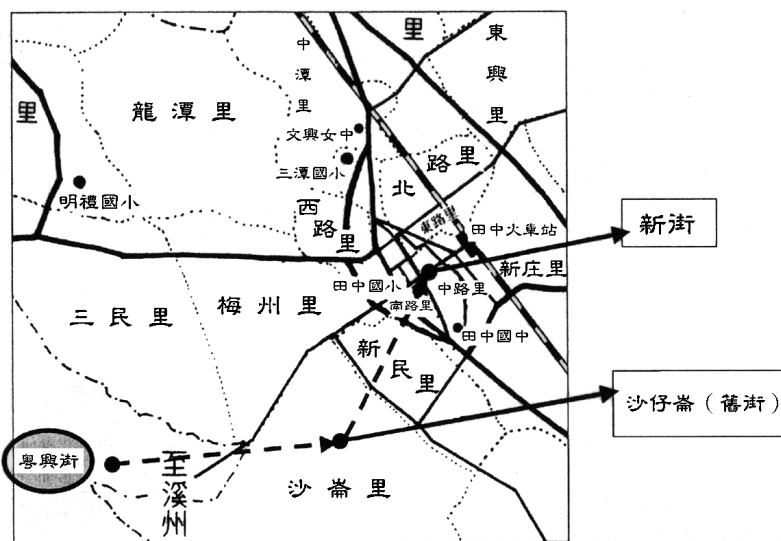 中潭里
里
東興里
里
龍潭里
文興女中
三潭國小
北路里
明禮國小
西路里
東路里
田中火車站
新街
田中國小
中路里
新庄里
三民里
梅州里
南路里
田中國中
新民里
沙仔崙（舊街）
粵興街
至溪州
沙崙里